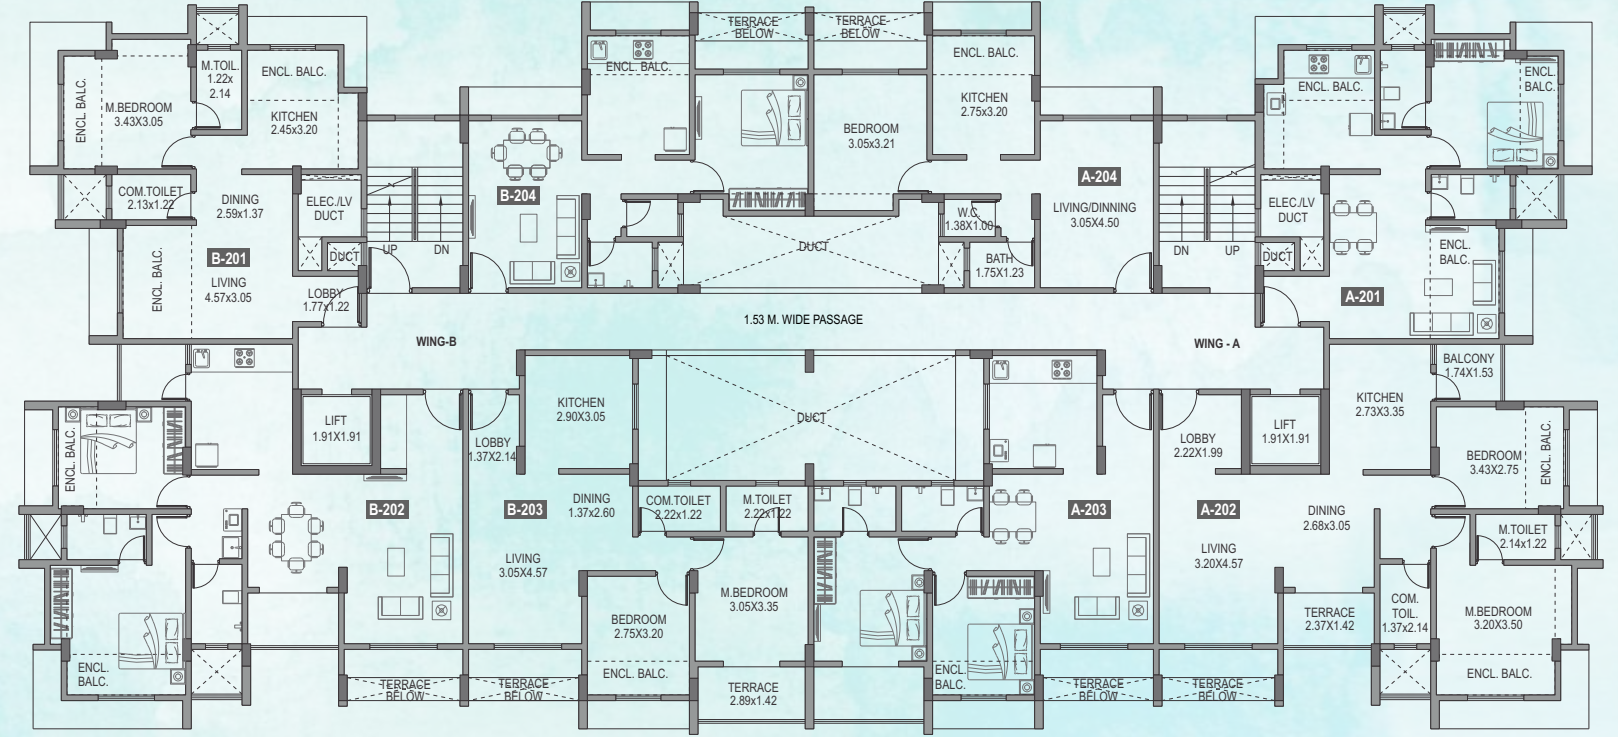 TERRACE
BELOW
TERRACE
BELOW
M.TOIL.
1.22x
2.14
ENCL. BALC.
ENCL. BALC.
M.BEDROOM
3.43X3.05
KITCHEN
2.45x3.20
ENCL. BALC.
ENCL. BALC.
KITCHEN
2.75x3.20
BEDROOM
3.05x3.21
ENCL. BALC.
ENCL.
BALC.
COM.TOILET
2.13x1.22
DINING
2.59x1.37
ELEC./LV
DUCT
B-204
A-204
LIVING/DINNING
3.05X4.50
W.C.
1.38X1.00
BATH
1.75X1.23
ELEC./LV
DUCT
UP
DN
DUCT
DN
UP
DUCT
DUCT
B-201
LIVING
4.57x3.05
ENCL. BALC.
LOBBY
1.77x1.22
ENCL.
BALC.
A-201
1.53 M. WIDE PASSAGE
WING-B
WING - A
BALCONY
1.74X1.53
KITCHEN
2.73X3.35
KITCHEN
2.90X3.05
DUCT
LIFT
1.91X1.91
LOBBY
1.37X2.14
LOBBY
2.22X1.99
LIFT
1.91X1.91
ENCL. BALC.
BEDROOM
3.43X2.75
ENCL. BALC.
B-202
B-203
DINING
1.37x2.60
COM.TOILET
2.22x1.22
M.TOILET
2.22x1.22
A-203
A-202
DINING
2.68x3.05
M.TOILET
2.14x1.22
LIVING
3.05X4.57
LIVING
3.20X4.57
BEDROOM
2.75X3.20
M.BEDROOM
3.05X3.35
TERRACE
2.37X1.42
COM.
TOIL.
1.37x2.14
M.BEDROOM
3.20X3.50
ENCL.
BALC.
ENCL. BALC.
ENCL.
BALC.
ENCL. BALC.
TERRACE
BELOW
TERRACE
BELOW
TERRACE
2.89x1.42
TERRACE
BELOW
TERRACE
BELOW